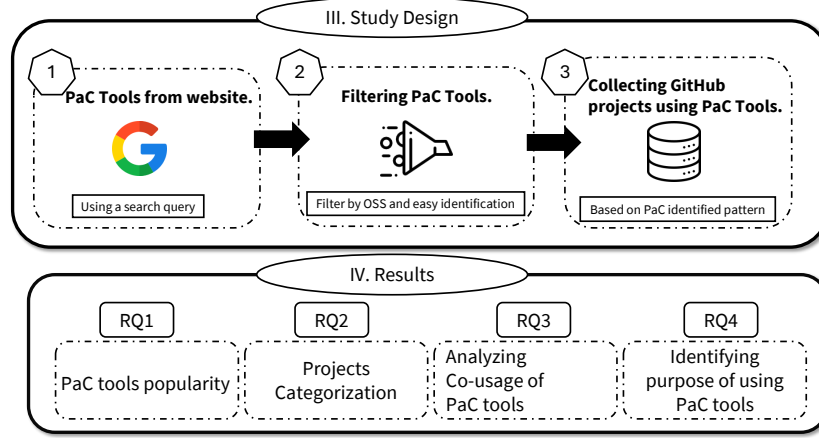 III. Study Design
1
PaC Tools from website.
Using a search query
2
Filtering PaC Tools.
Filter by OSS and easy identification
3
Collecting GitHub
projects using PaC Tools.
Based on PaC identified pattern
IV. Results
RQ1
PaC tools popularity
RQ2
Projects
Categorization
RQ3
Analyzing
Co-usage of
PaC tools
RQ4
Identifying
purpose of using
PaC tools